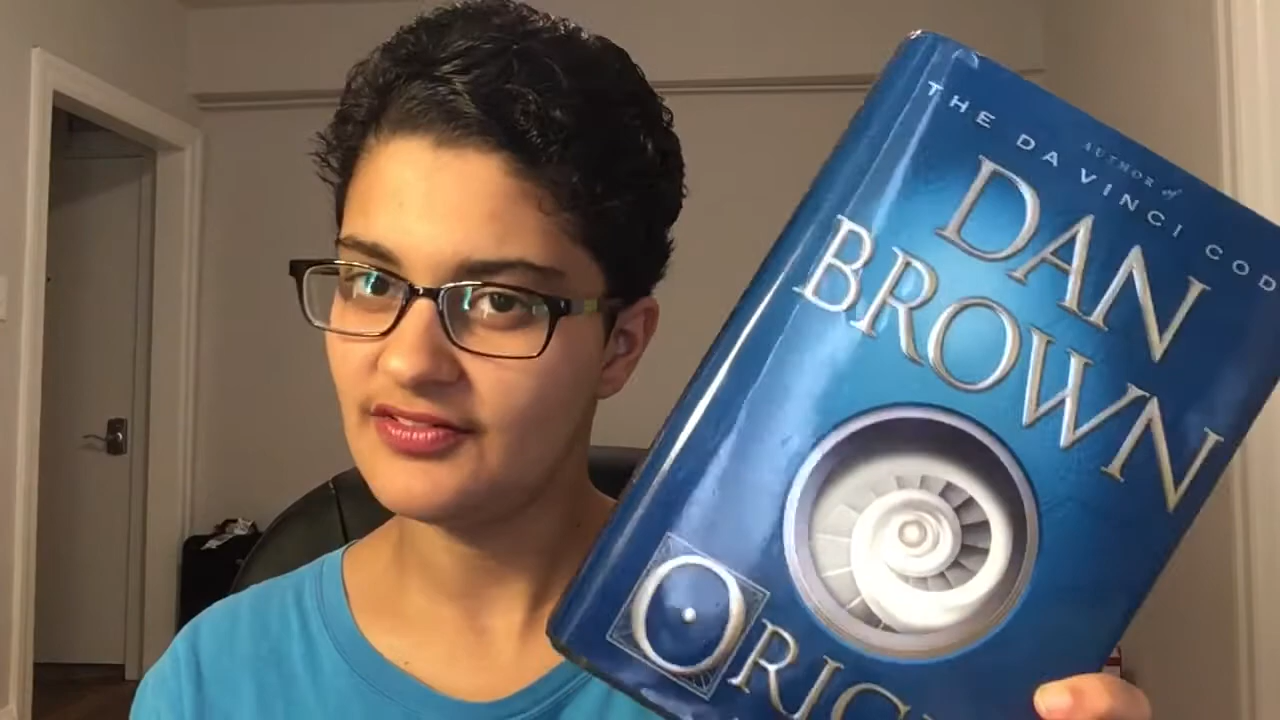 AUTHOR of
THE DA VINCI COD
DAN
BROWN
ORIG